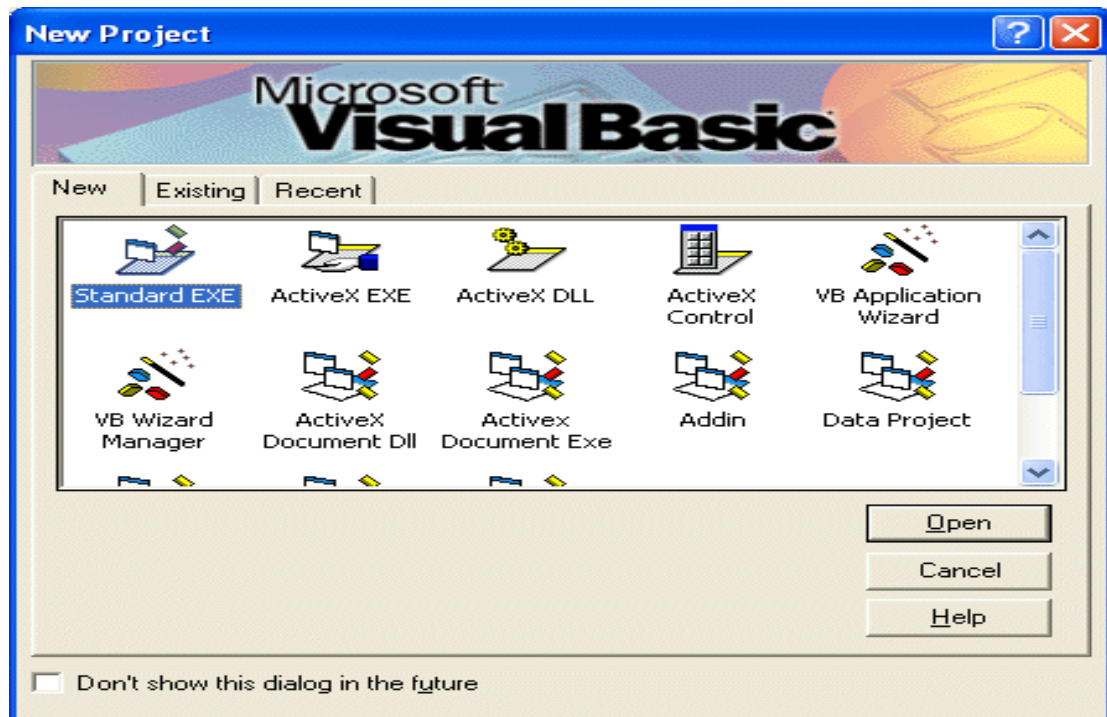 New Project
Microsoft
Visual Basic
New Existing Recent
Standard EXE ActiveX EXE ActiveX DLL ActiveX Control VB Application Wizard
VB Wizard Manager ActiveX Document Dll Activex Document Exe Addin Data Project
Open
Cancel
Help
Don't show this dialog in the future